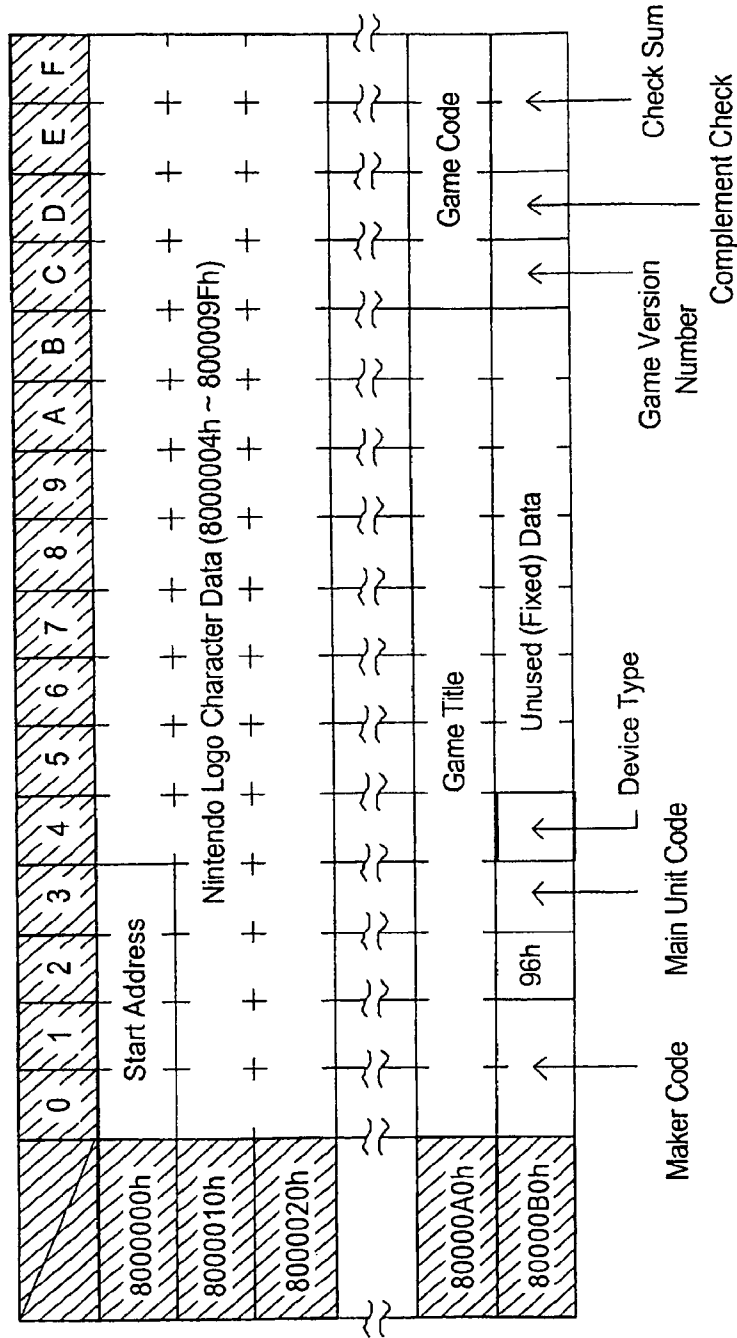 0 1 2 3 4 5 6 7 8 9 A B C D E F
8000000h Start Address
8000010h
Nintendo Logo Character Data (8000004h ~ 800009Fh)
8000020h
80000A0h Game Title Game Code
80000B0h 96h Unused (Fixed) Data
Maker Code
Main Unit Code
Device Type
Game Version
Number
Complement Check
Check Sum